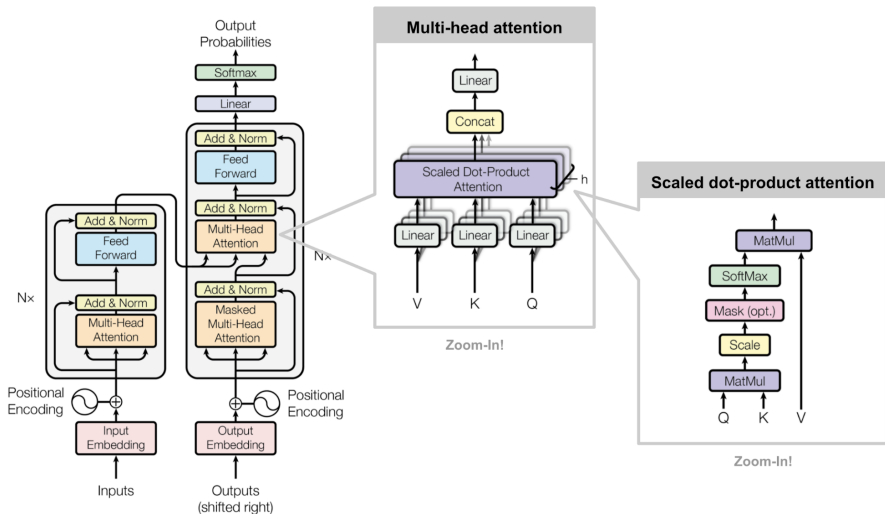 Output
Probabilities
Softmax
Linear
Add & Norm
Feed
Forward
Add & Norm
Multi-Head
Attention
Nx
Add & Norm
Masked
Multi-Head
Attention
Positional
Encoding
Output
Embedding
Outputs
(shifted right)
Add & Norm
Feed
Forward
Nx
Add & Norm
Multi-Head
Attention
Positional
Encoding
Input
Embedding
Inputs
Multi-head attention
Linear
Concat
Scaled Dot-Product
Attention
h
Linear
Linear
Linear
V
K
Q
Zoom-In!
Scaled dot-product attention
MatMul
SoftMax
Mask (opt.)
Scale
MatMul
Q
K
V
Zoom-In!